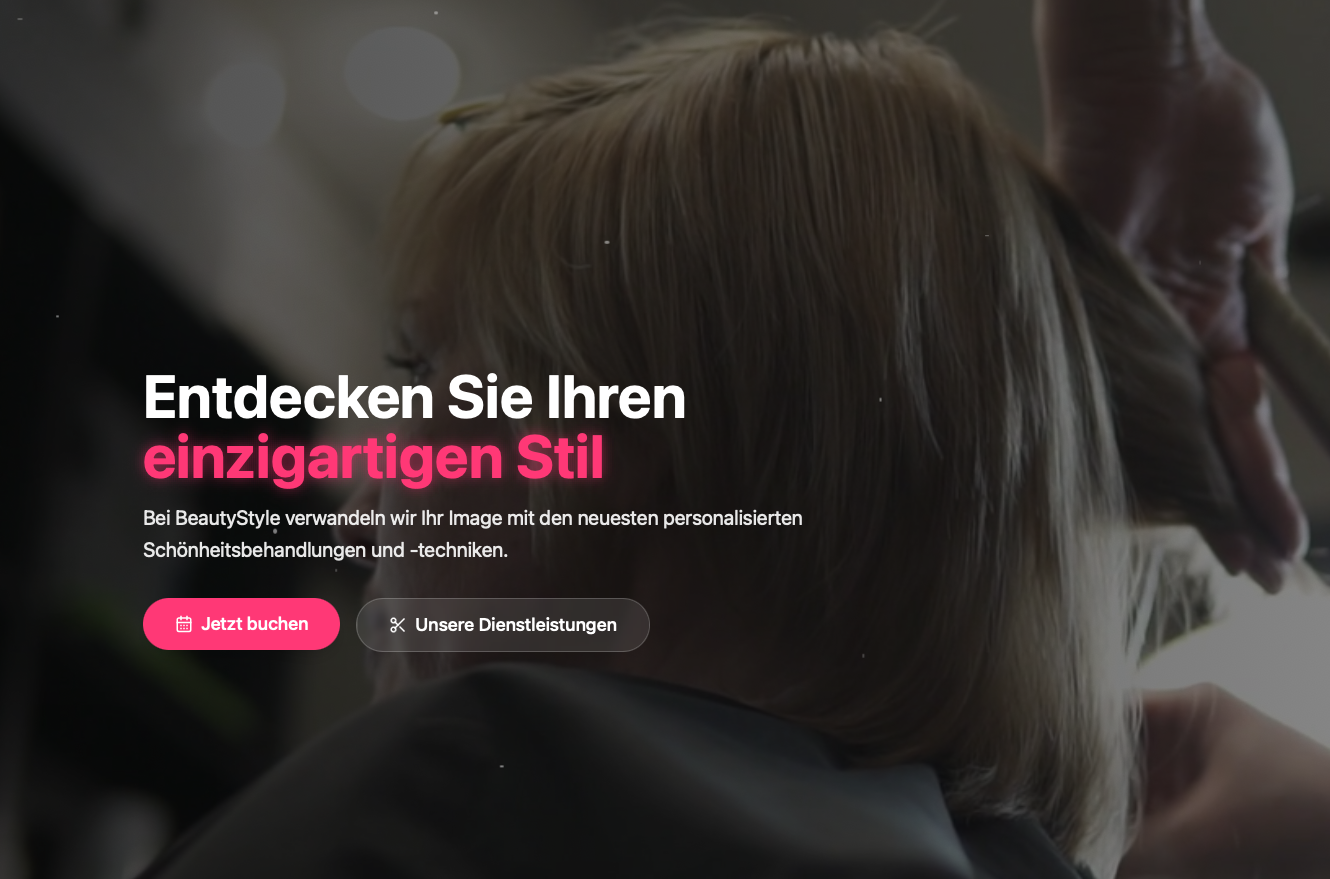 Entdecken Sie Ihren
einzigartigen Stil
Bei BeautyStyle verwandeln wir Ihr Image mit den neuesten personalisierten
Schönheitsbehandlungen und -techniken.
Jetzt buchen
Unsere Dienstleistungen